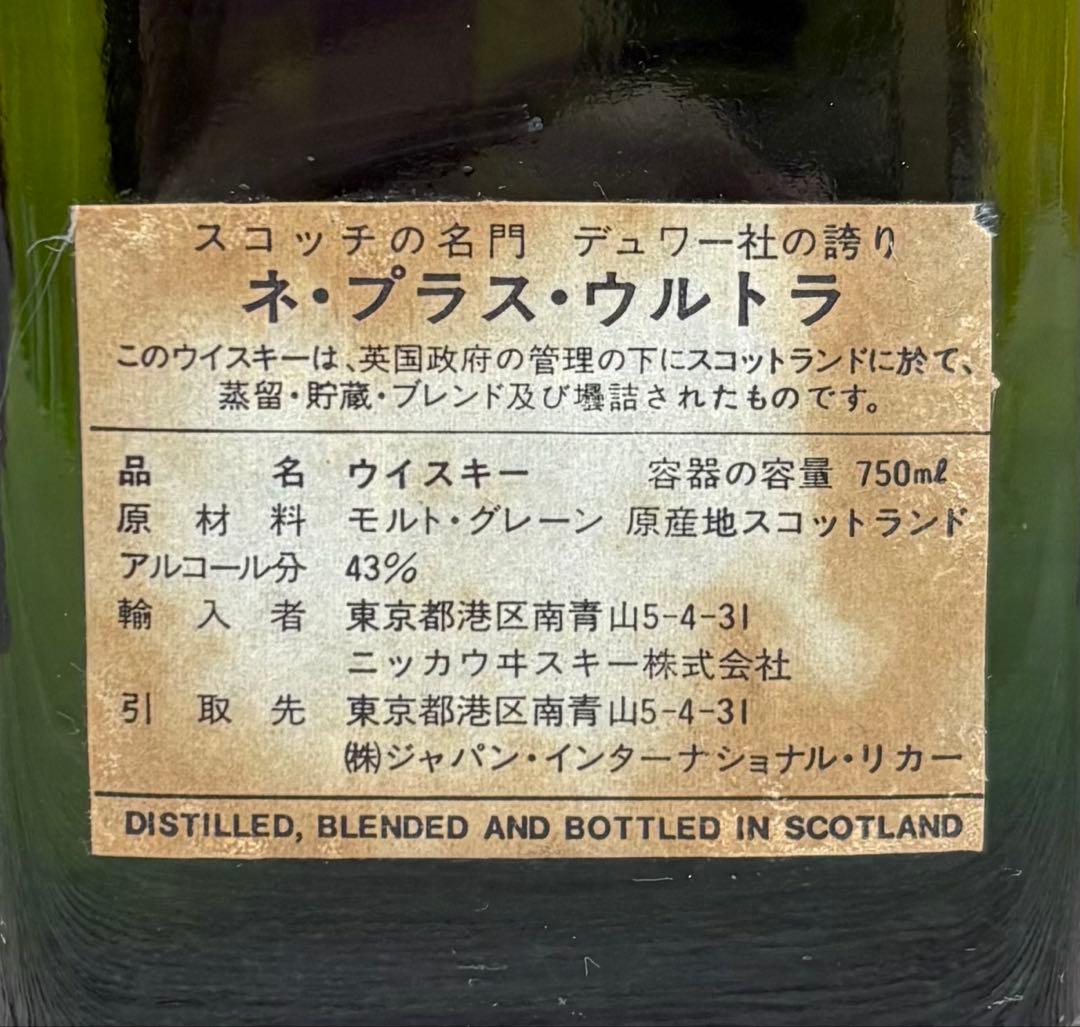 スコッチの名門 デュワー社の誇り
ネ・プラス・ウルトラ
このウイスキーは、英国政府の管理の下にスコットランドに於て、
蒸留・貯蔵・ブレンド及び壜詰されたものです。
品名 ウイスキー 容器の容量 750ml
原材料 モルト・グレーン 原産地スコットランド
アルコール分 43%
輸入者 東京都港区南青山5-4-31
ニッカウヰスキー株式会社
引取先 東京都港区南青山5-4-31
㈱ジャパン・インターナショナル・リカー
DISTILLED, BLENDED AND BOTTLED IN SCOTLAND